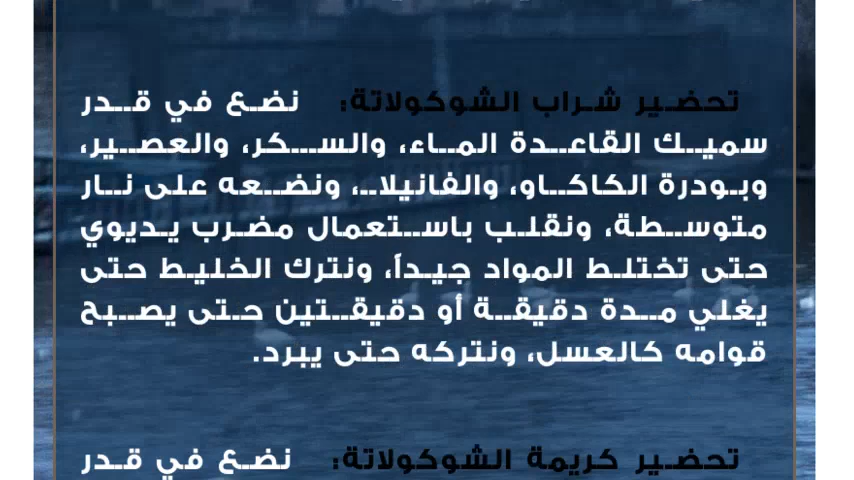 تحضير شراب الشوكولاتة: نضع في قدر
سميك القاعدة الماء، والسكر، والعصير،
وبودرة الكاكاو، والفانيلا، ونضعه على نار
متوسطة، ونقلب باستعمال مضرب يديوي
حتى تختلط المواد جيداً، ونترك الخليط حتى
يغلي مدة دقيقة أو دقيقتين حتى يصبح
قوامه كالعسل، ونتركه حتى يبرد.
تحضير كريمة الشوكولاتة: نضع في قدر